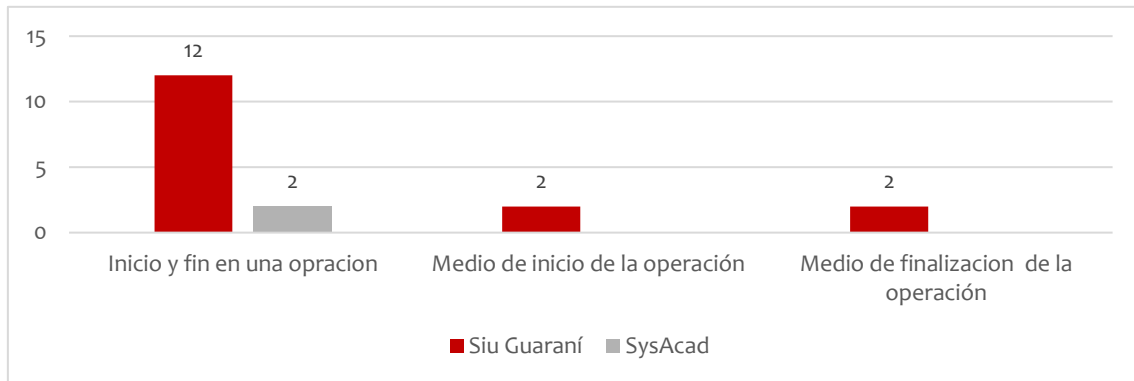 15
12
10
5
2
2
2
0
Inicio y fin en una opracion
Medio de inicio de la operación
Medio de finalizacion de la
operación
Siu Guaraní
SysAcad